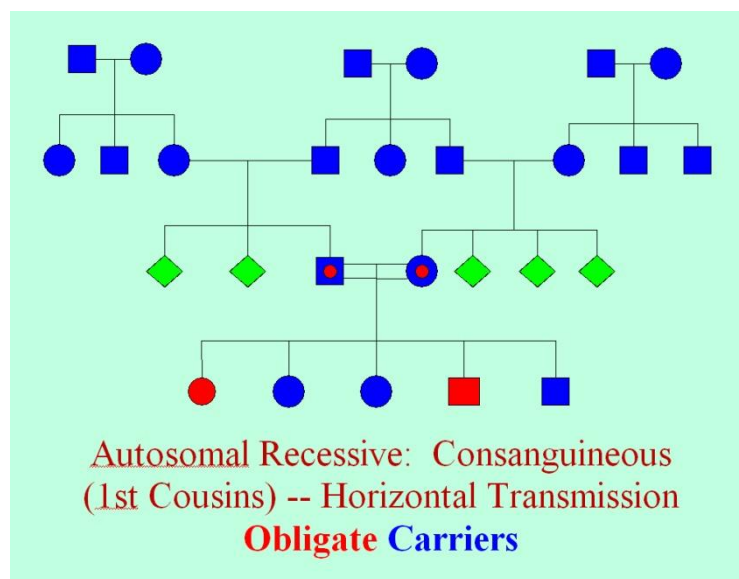 Autosomal Recessive: Consanguineous
(1st Cousins) -- Horizontal Transmission
Obligate Carriers